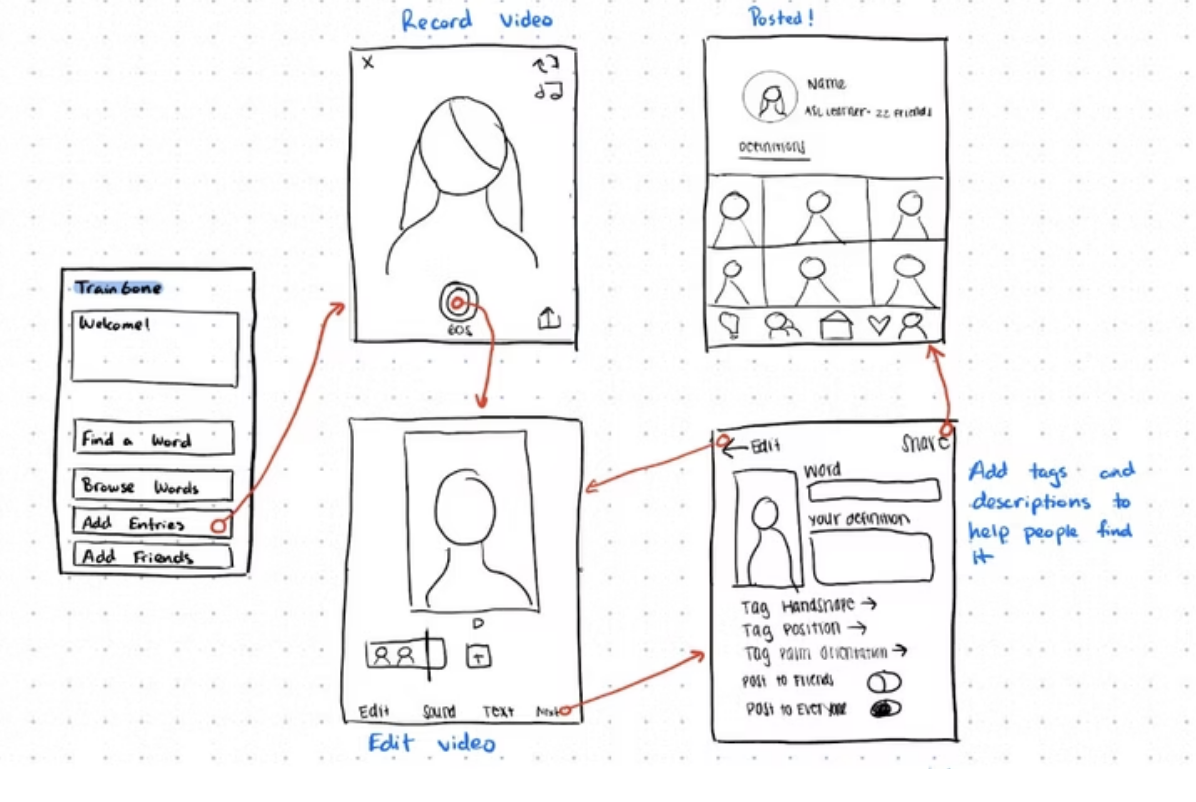 Trainbone
Welcome!
Find a Word
Browse Words
Add Entries
Add Friends
Record video
X
60s
Edit Sound Text Next
Edit video
← Edit Share
Word
your definition
Tag Handshape →
Tag Position →
Tag palm orientation →
Post to Friends
Post to Everyone
Add tags and
descriptions to
help people find
it
Posted!
Name
ASL Learner- 22 Friends
Definitions